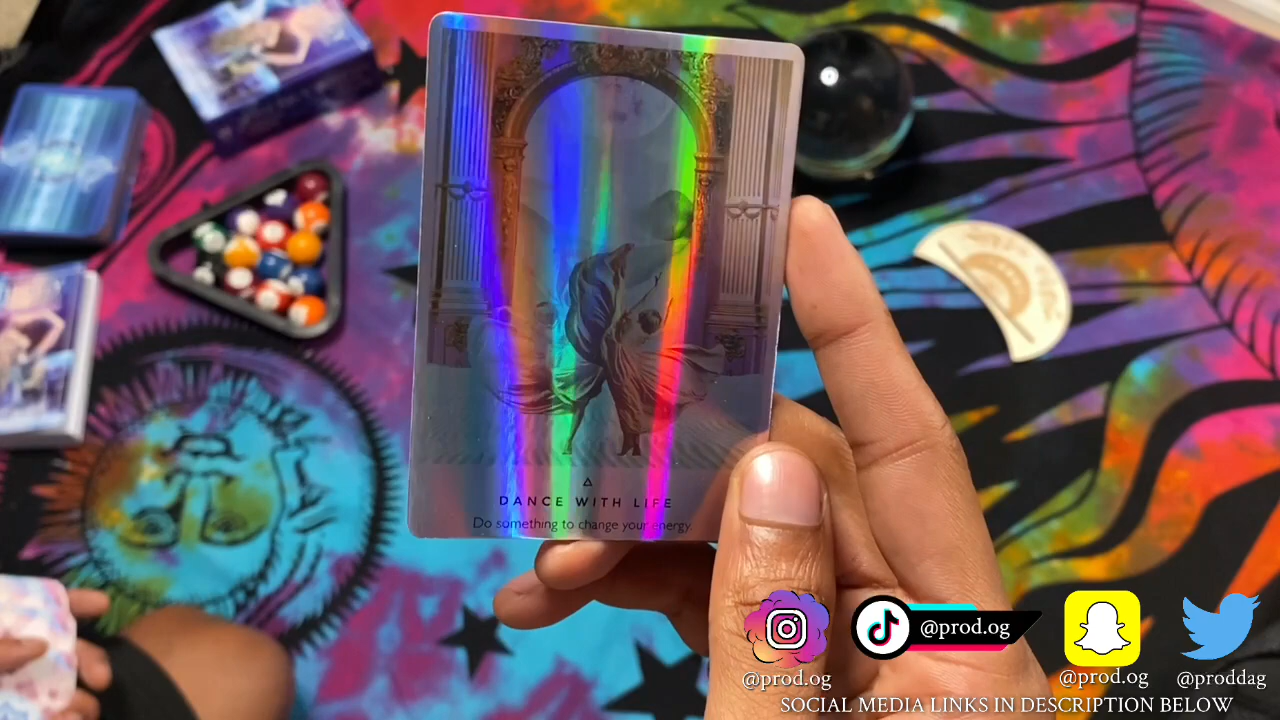 DANCE WITH LIFE
Do something to change your energy.
@prod.og
@prod.og
@prod.og
@proddag
SOCIAL MEDIA LINKS IN DESCRIPTION BELOW